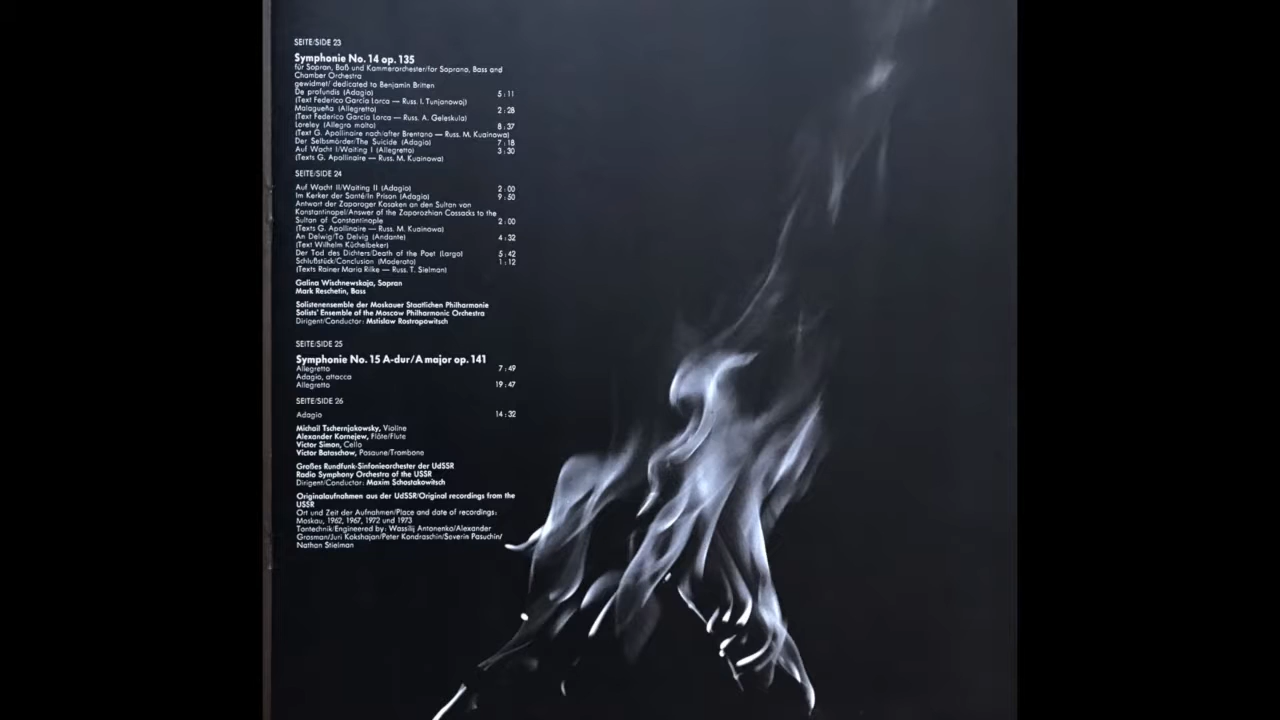 SEITE/SIDE 23
Symphonie No. 14 op. 135
für Sopran, Baß und Kammerorchester/for Soprano, Bass and
Chamber Orchestra
gewidmet/ dedicated to Benjamin Britten
De profundis (Adagio) 5:11
(Text Federico García Lorca — Russ. I. Tunjanowoj)
Malagueña (Allegretto) 2:28
(Text Federico García Lorca — Russ. A. Geleskula)
Loreley (Allegro molto) 8:37
(Text G. Apollinaire nach/after Brentano — Russ. M. Kuainowa)
Der Selbsmörder/The Suicide (Adagio) 7:18
Auf Wacht I/Waiting I (Allegretto) 3:30
(Texts G. Apollinaire — Russ. M. Kuainowa)
SEITE/SIDE 24
Auf Wacht II/Waiting II (Adagio) 2:00
Im Kerker der Santé/In Prison (Adagio) 9:50
Antwort der Zaporoger Kosaken an den Sultan von
Konstantinopel/Answer of the Zaporozhian Cossacks to the
Sultan of Constantinople 2:00
(Texts G. Apollinaire — Russ. M. Kuainowa)
An Delwig/To Delvig (Andante) 4:32
(Text Wilhelm Küchelbeker)
Der Tod des Dichters/Death of the Poet (Largo) 5:42
Schlußstück/Conclusion (Moderato) 1:12
(Texts Rainer Maria Rilke — Russ. T. Sielman)
Galina Wischnewskaja, Sopran
Mark Reschetin, Bass
Solistenensemble der Moskauer Staatlichen Philharmonie
Solists' Ensemble of the Moscow Philharmonic Orchestra
Dirigent/Conductor: Mstislaw Rostropowitsch
SEITE/SIDE 25
Symphonie No. 15 A-dur/A major op. 141
Allegretto 7:49
Adagio, attacca
Allegretto 19:47
SEITE/SIDE 26
Adagio 14:32
Michail Tschernjakowsky, Violine
Alexander Kornejew, Flöte/Flute
Victor Simon, Cello
Victor Bataschow, Posaune/Trombone
Großes Rundfunk-Sinfonieorchester der UdSSR
Radio Symphony Orchestra of the USSR
Dirigent/Conductor: Maxim Schostakowitsch
Originalaufnahmen aus der UdSSR/Original recordings from the
USSR
Ort und Zeit der Aufnahmen/Place and date of recordings:
Moskau, 1962, 1967, 1972 und 1973
Tontechnik/Engineered by: Wassilij Antonenko/Alexander
Grosman/Juri Kokshajan/Peter Kondraschin/Severin Pasuchin/
Nathan Stielman